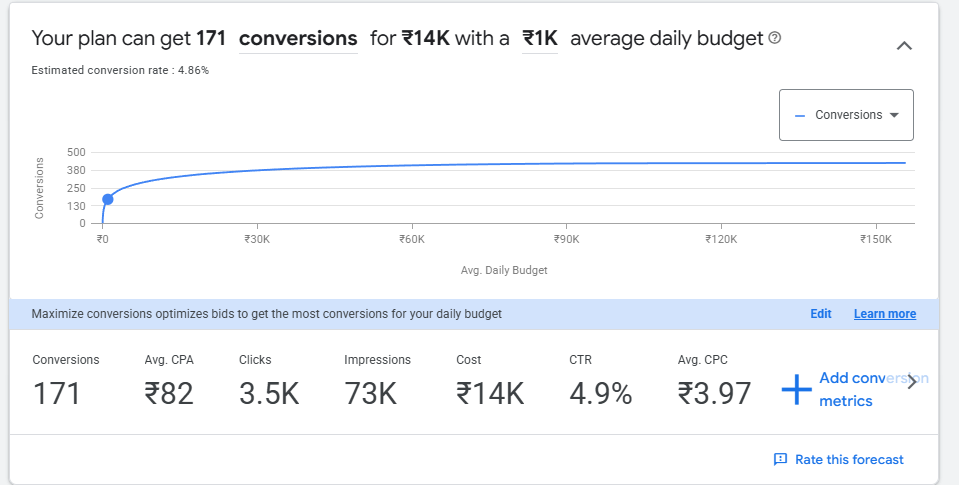 Your plan can get 171 conversions for ₹14K with a ₹1K average daily budget
Estimated conversion rate : 4.86%
Conversions
500
380
250
130
0
Conversions
₹0 ₹30K ₹60K ₹90K ₹120K ₹150K
Avg. Daily Budget
Maximize conversions optimizes bids to get the most conversions for your daily budget Edit Learn more
Conversions Avg. CPA Clicks Impressions Cost CTR Avg. CPC
171 ₹82 3.5K 73K ₹14K 4.9% ₹3.97
Add conversion
metrics
Rate this forecast